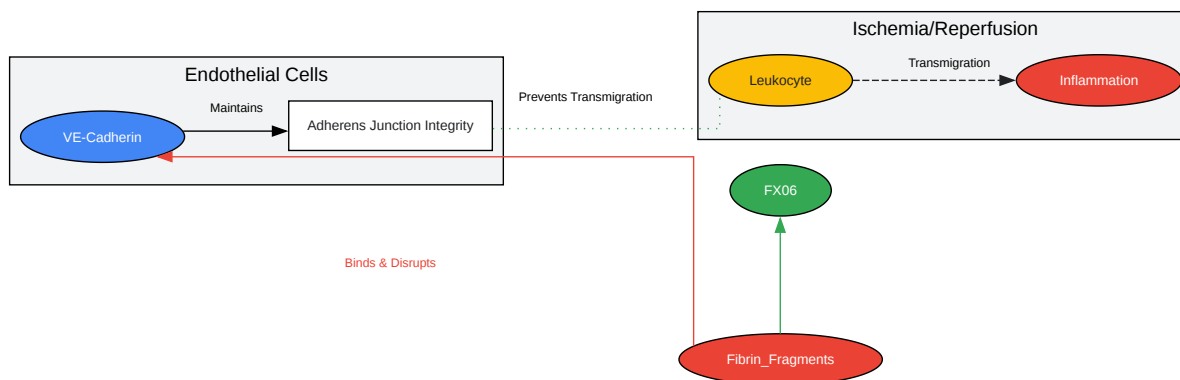 Ischemia/Reperfusion
Endothelial Cells
Leukocyte
Transmigration
Inflammation
Maintains
Prevents Transmigration
VE-Cadherin
Adherens Junction Integrity
FX06
Binds & Disrupts
Fibrin_Fragments